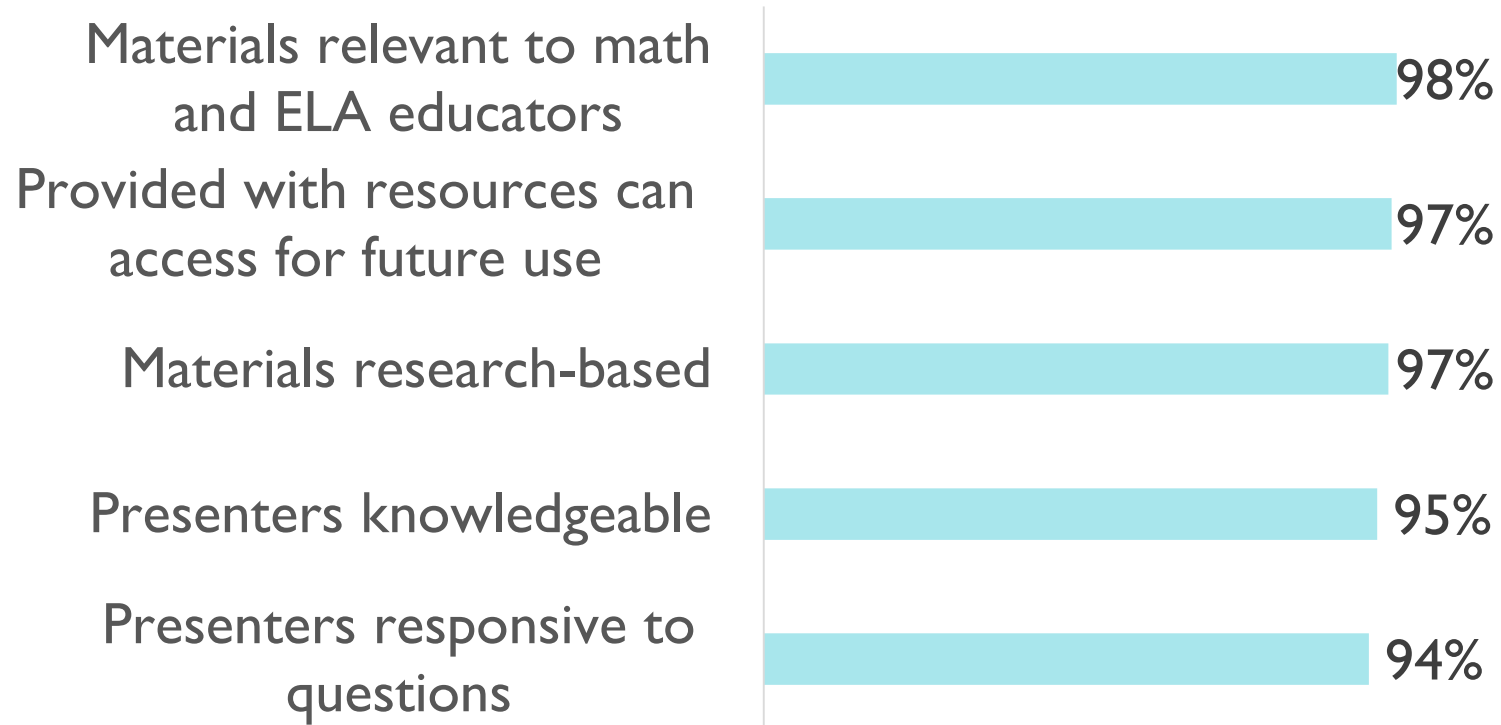 Materials relevant to math
and ELA educators
98%
Provided with resources can
access for future use
97%
Materials research-based
97%
Presenters knowledgeable
95%
Presenters responsive to
questions
94%